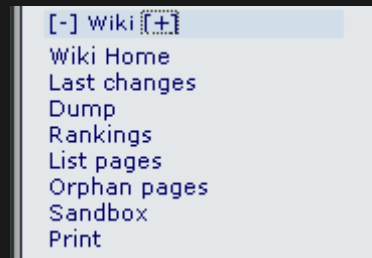 [-] Wiki [+]
Wiki Home
Last changes
Dump
Rankings
List pages
Orphan pages
Sandbox
Print